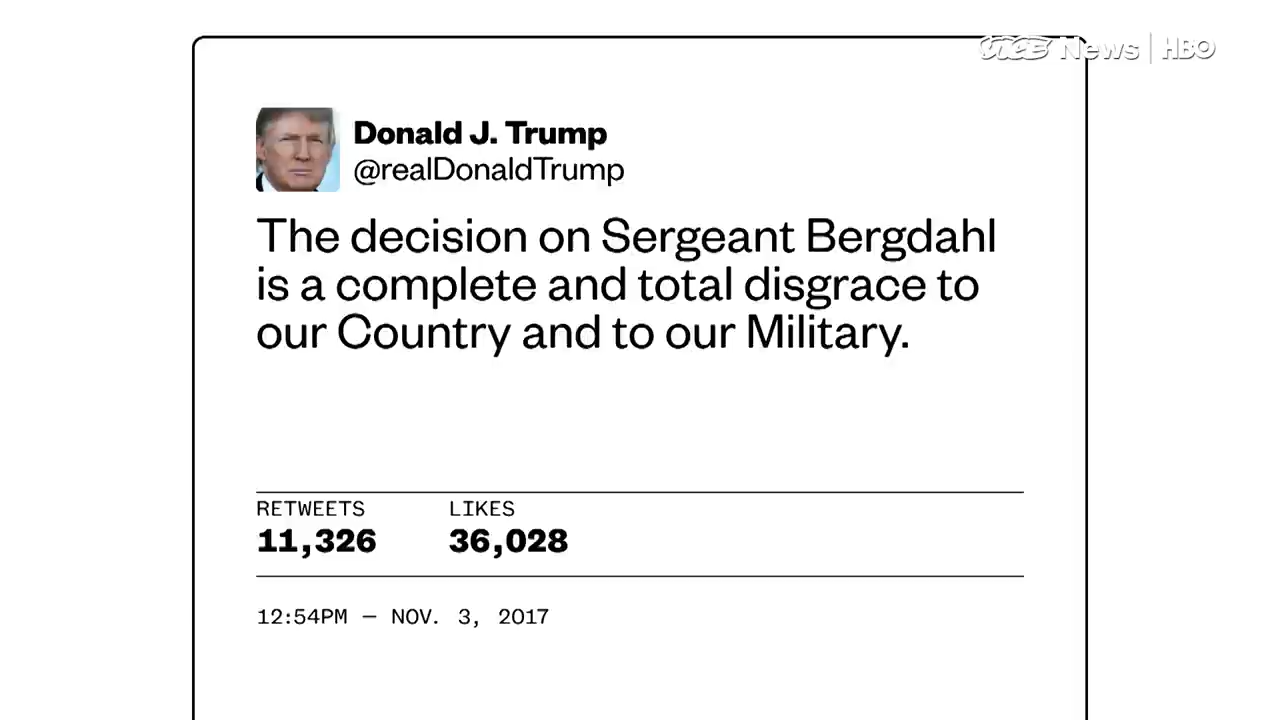 VICE News | HBO
Donald J. Trump
@realDonaldTrump
The decision on Sergeant Bergdahl
is a complete and total disgrace to
our Country and to our Military.
RETWEETS LIKES
11,326 36,028
12:54PM — NOV. 3, 2017